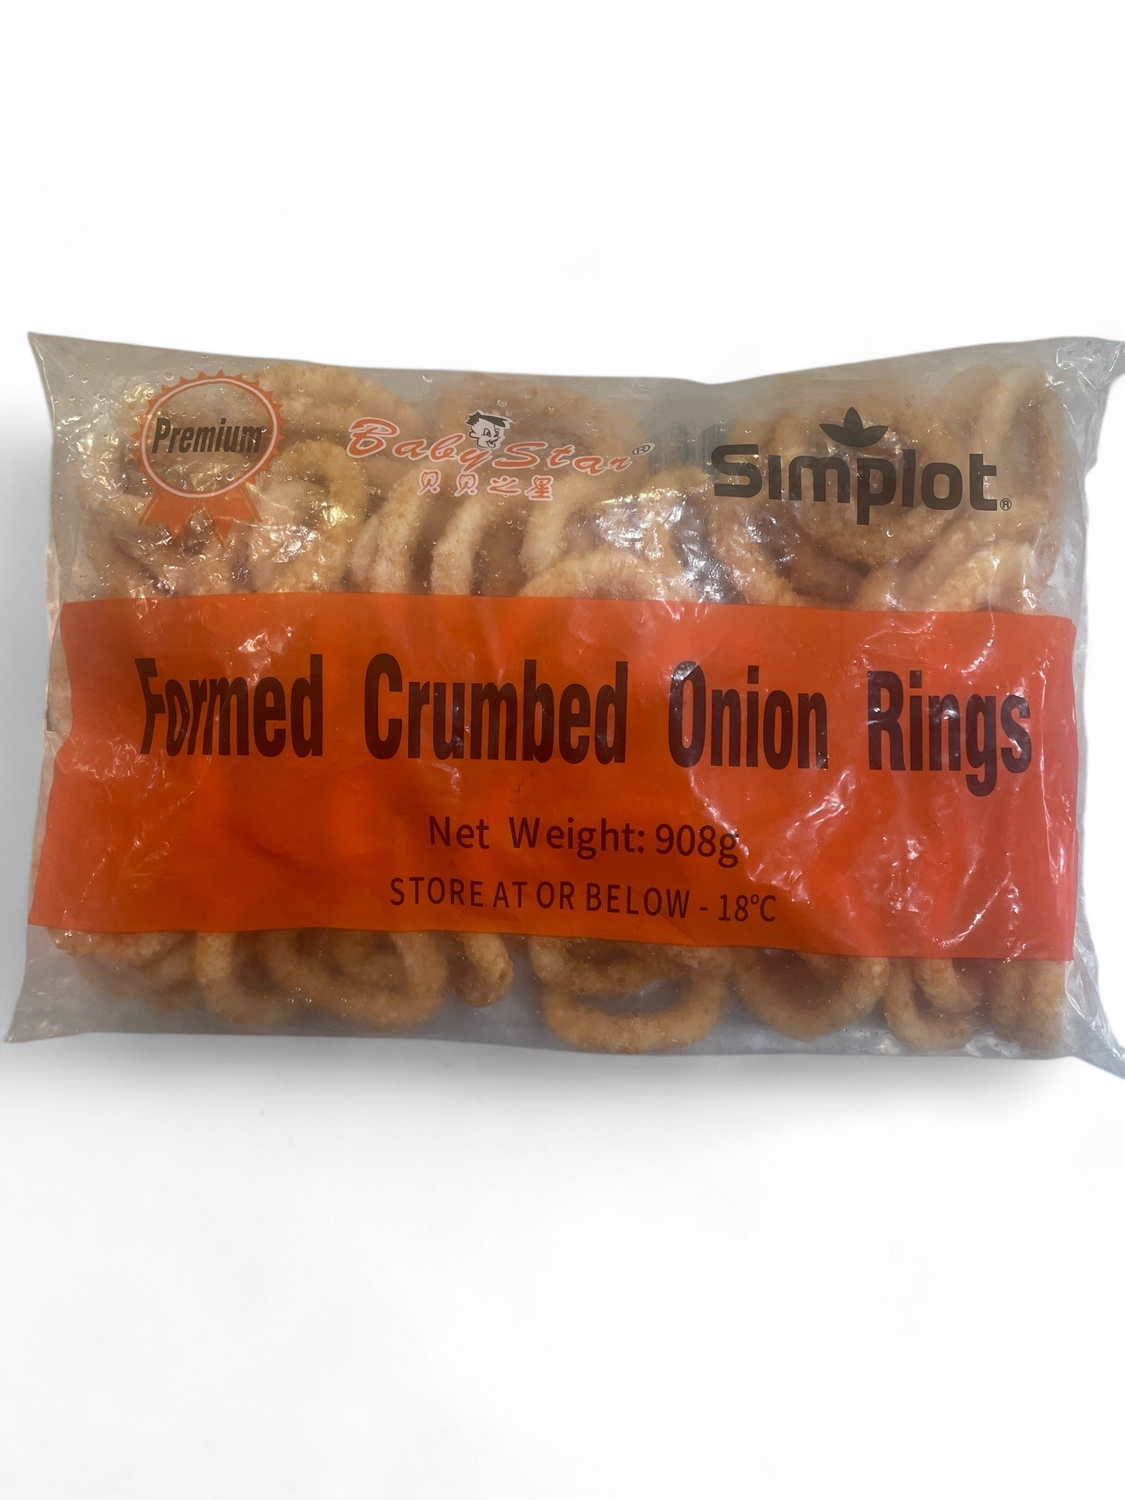 Premium
BabyStar®
贝贝之星
Simplot®
Formed Crumbed Onion Rings
Net Weight: 908g
STORE AT OR BELOW - 18°C